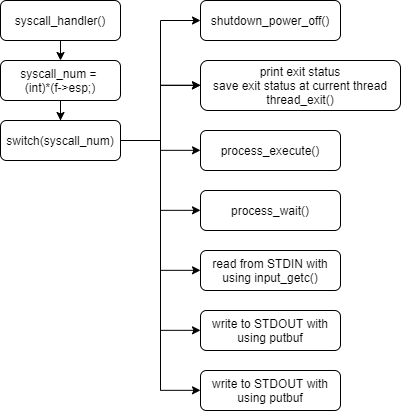 syscall_handler()
syscall_num =
(int)*(f->esp;)
switch(syscall_num)
shutdown_power_off()
print exit status
save exit status at current thread
thread_exit()
process_execute()
process_wait()
read from STDIN with
using input_getc()
write to STDOUT with
using putbuf
write to STDOUT with
using putbuf